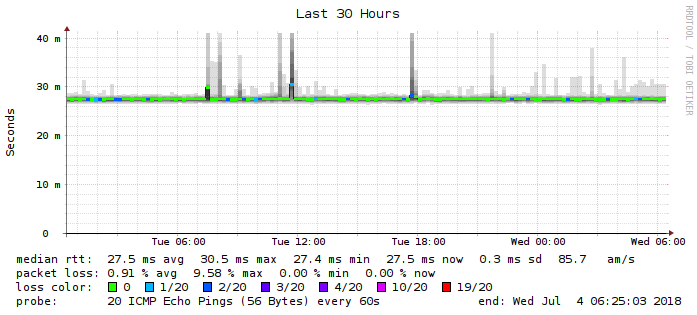 Last 30 Hours
RRDTOOL / TOBI OETIKER
Seconds
40 m
30 m
20 m
10 m
0
Tue 06:00 Tue 12:00 Tue 18:00 Wed 00:00 Wed 06:00
median rtt: 27.5 ms avg 30.5 ms max 27.4 ms min 27.5 ms now 0.3 ms sd 85.7 am/s
packet loss: 0.91 % avg 9.58 % max 0.00 % min 0.00 % now
loss color: 0 1/20 2/20 3/20 4/20 10/20 19/20
probe: 20 ICMP Echo Pings (56 Bytes) every 60s end: Wed Jul 4 06:25:03 2018